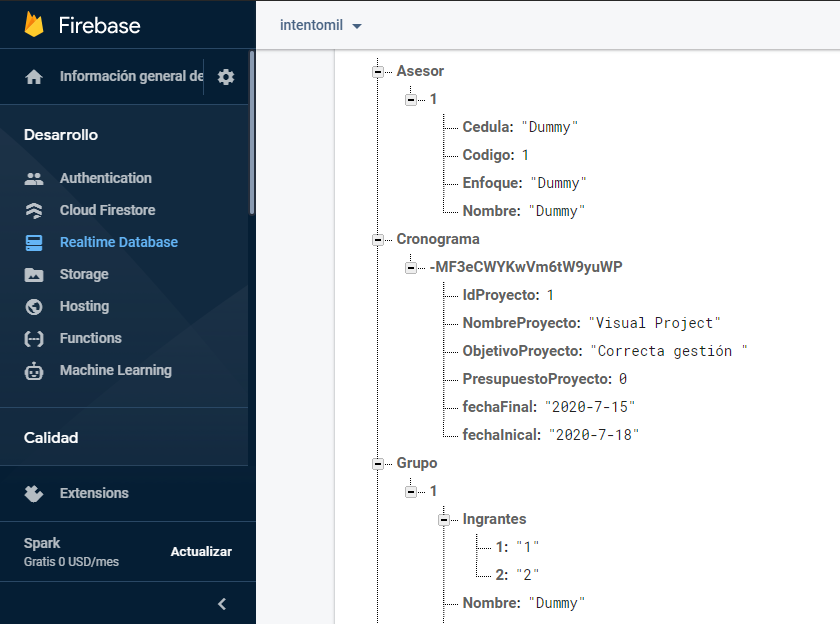 Firebase
intentomil
Información general de
Desarrollo
Authentication
Cloud Firestore
Realtime Database
Storage
Hosting
Functions
Machine Learning
Calidad
Extensions
Spark
Gratis 0 USD/mes
Actualizar
Asesor
1
Cedula: "Dummy"
Codigo: 1
Enfoque: "Dummy"
Nombre: "Dummy"
Cronograma
-MF3eCWYKwVm6tW9yuWP
IdProyecto: 1
NombreProyecto: "Visual Project"
ObjetivoProyecto: "Correcta gestión "
PresupuestoProyecto: 0
fechaFinal: "2020-7-15"
fechaInical: "2020-7-18"
Grupo
1
Ingrantes
1: "1"
2: "2"
Nombre: "Dummy"